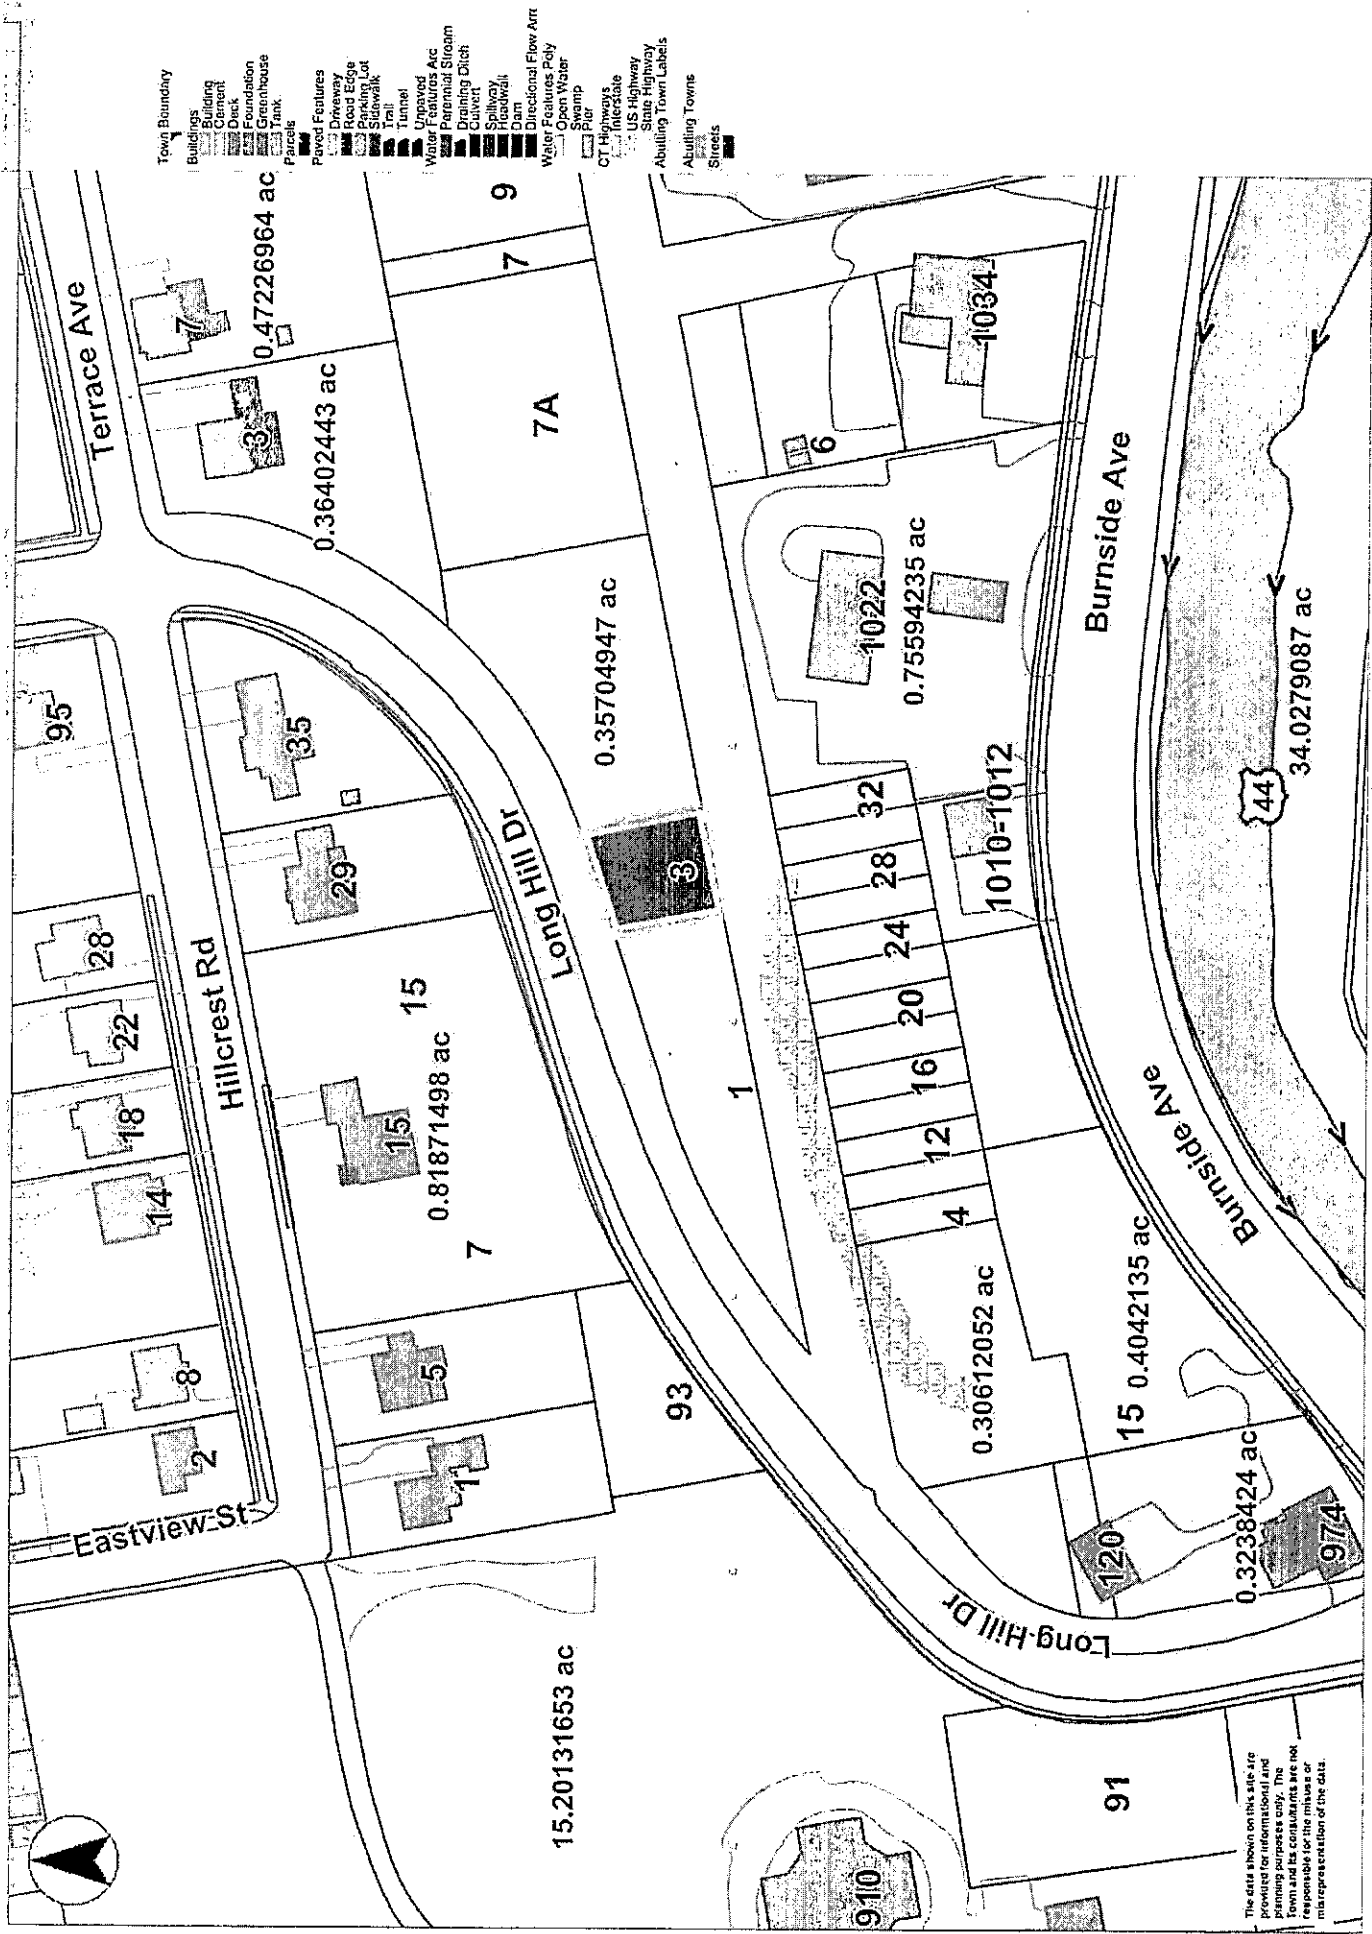 Town Boundary
Buildings
Building
Cement
Deck
Foundation
Greenhouse
Tank
Parcels
Paved Features
Driveway
Road Edge
Parking Lot
Sidewalk
Trail
Tunnel
Unpaved
Water Features Arc
Perennial Stream
Draining Ditch
Culvert
Spillway
Headwall
Dam
Directional Flow Arrr
Water Features Poly
Open Water
Swamp
Pier
CT Highways
Interstate
US Highway
State Highway
Abutting Town Labels
Abutting Towns
Streets
Eastview St
2
8
14
18
22
28
95
Terrace Ave
Hillcrest Rd
7
0.47226964 ac
3
0.36402443 ac
11
5
15
29
35
15
0.81871498 ac
7
9
7
7A
15.20131653 ac
93
Long Hill Dr
0.35704947 ac
3
1
6
1034
910
91
Long Hill Dr
0.30612052 ac
4
12
16
20
24
28
32
1022
0.75594235 ac
1010-1012
120
15
0.4042135 ac
Burnside Ave
Burnside Ave
0.3238424 ac
974
44
34.0279087 ac
The data shown on this site are
provided for informational and
planning purposes only. The
Town and its consultants are not
responsible for the misuse or
misrepresentation of the data.